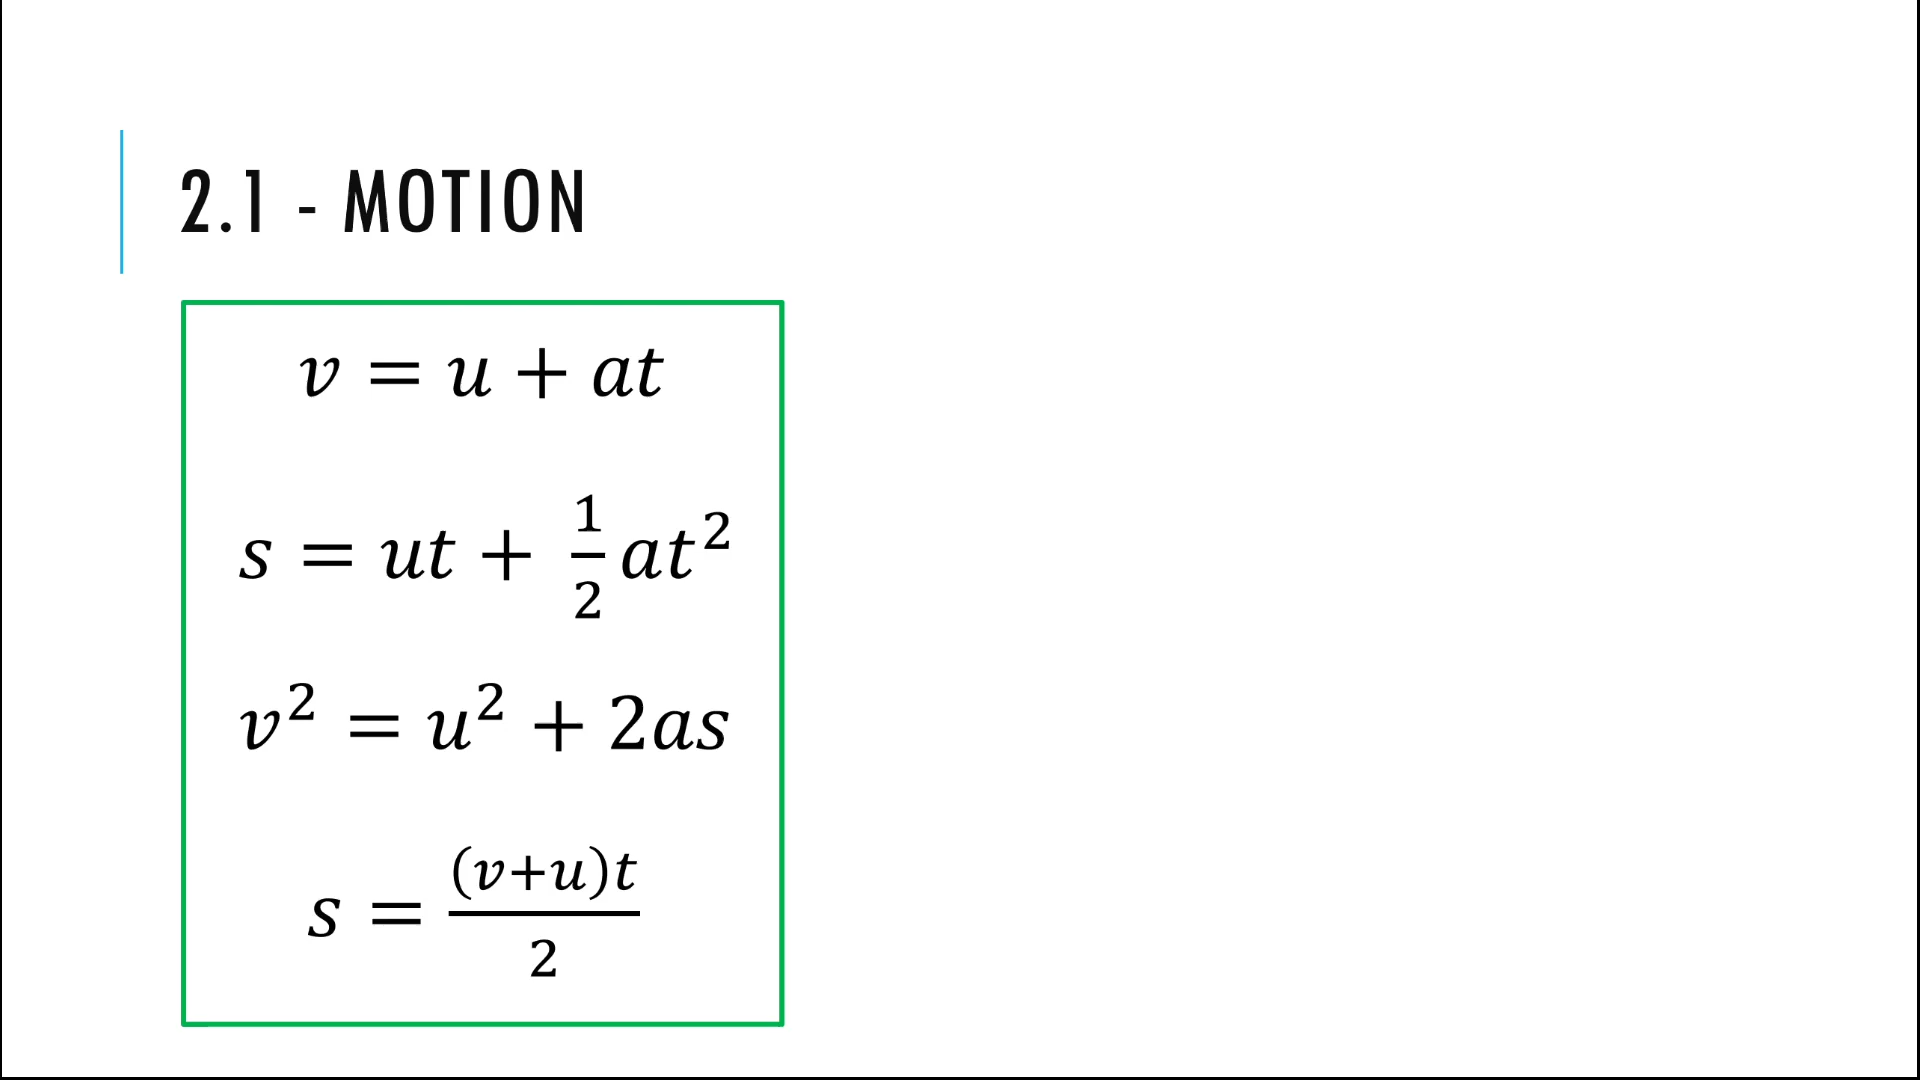 2.1 - MOTION
v = u + at
s = ut + 1/2 at²
v² = u² + 2as
s = (v+u)t/2